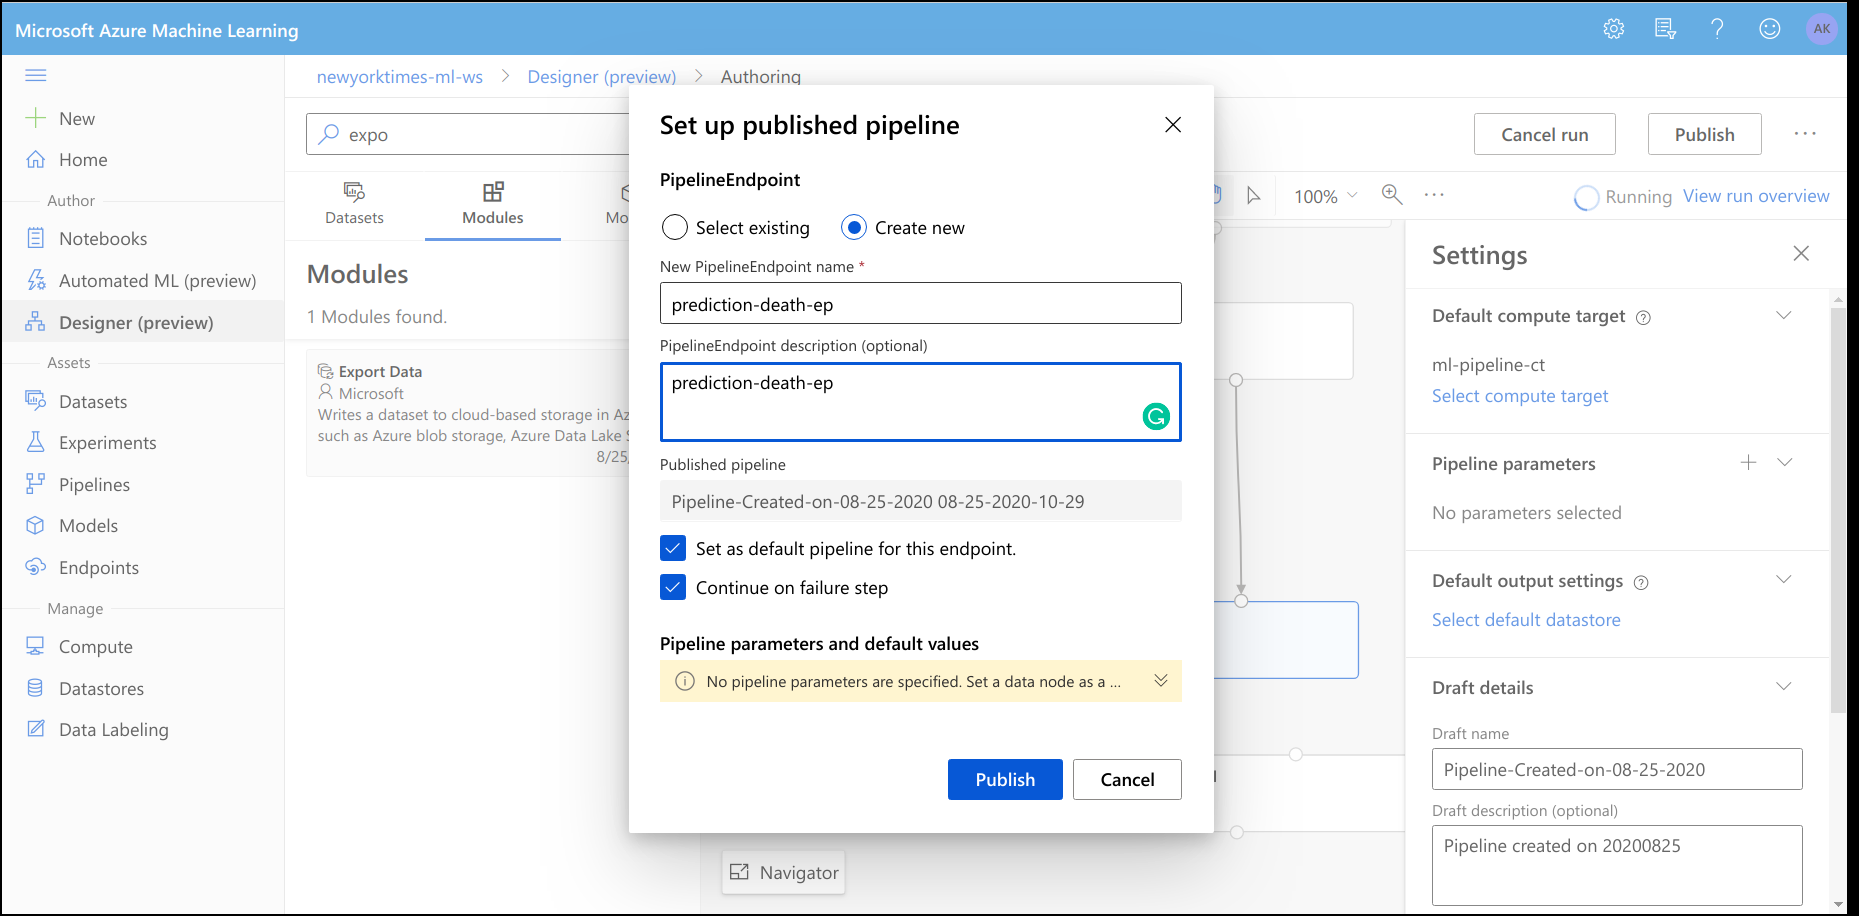 Microsoft Azure Machine Learning
AK
newyorktimes-ml-ws > Designer (preview) > Authoring
New
Home
Author
Notebooks
Automated ML (preview)
Designer (preview)
Assets
Datasets
Experiments
Pipelines
Models
Endpoints
Manage
Compute
Datastores
Data Labeling
expo
Cancel run
Publish
Datasets
Modules
Mo
100%
Running
View run overview
Modules
1 Modules found.
Export Data
Microsoft
Writes a dataset to cloud-based storage in Az
such as Azure blob storage, Azure Data Lake
8/25,
Set up published pipeline
PipelineEndpoint
Select existing
Create new
New PipelineEndpoint name *
prediction-death-ep
PipelineEndpoint description (optional)
prediction-death-ep
Published pipeline
Pipeline-Created-on-08-25-2020 08-25-2020-10-29
Set as default pipeline for this endpoint.
Continue on failure step
Pipeline parameters and default values
No pipeline parameters are specified. Set a data node as a ...
Publish
Cancel
Navigator
Settings
Default compute target
ml-pipeline-ct
Select compute target
Pipeline parameters
No parameters selected
Default output settings
Select default datastore
Draft details
Draft name
Pipeline-Created-on-08-25-2020
Draft description (optional)
Pipeline created on 20200825